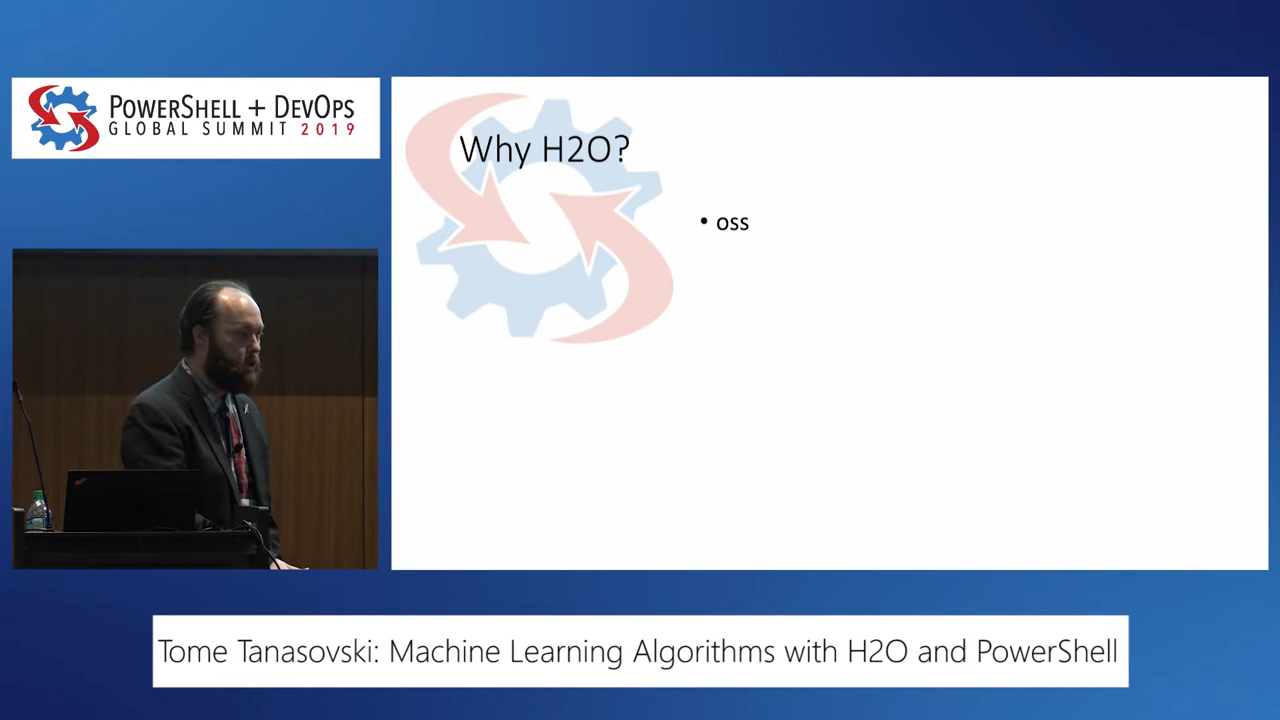 POWERSHELL + DEVOPS
GLOBAL SUMMIT 2019
Why H2O?
• oss
Tome Tanasovski: Machine Learning Algorithms with H2O and PowerShell